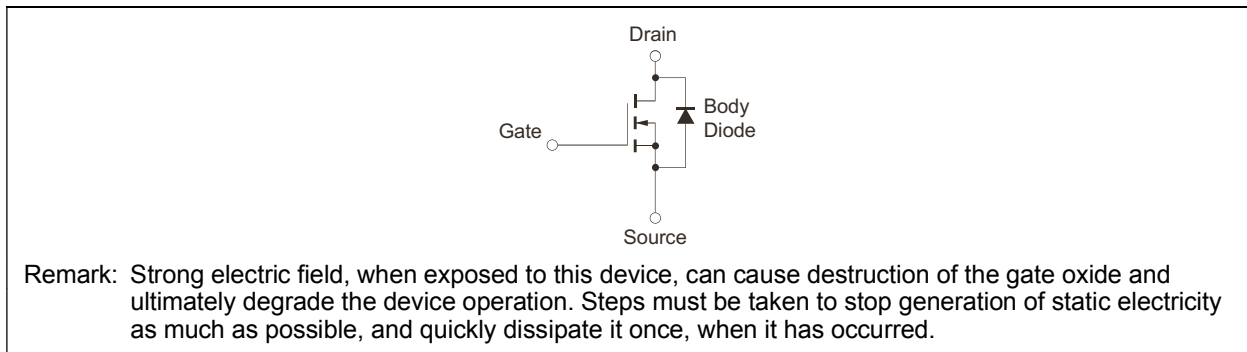 Drain
Body
Diode
Gate
Source
Remark: Strong electric field, when exposed to this device, can cause destruction of the gate oxide and
ultimately degrade the device operation. Steps must be taken to stop generation of static electricity
as much as possible, and quickly dissipate it once, when it has occurred.